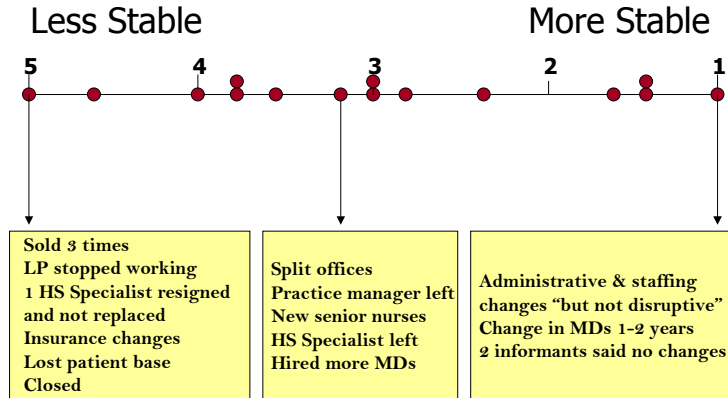 Less Stable
More Stable
5
4
3
2
1
Sold 3 times
LP stopped working
1 HS Specialist resigned
and not replaced
Insurance changes
Lost patient base
Closed
Split offices
Practice manager left
New senior nurses
HS Specialist left
Hired more MDs
Administrative & staffing
changes “but not disruptive”
Change in MDs 1-2 years
2 informants said no changes